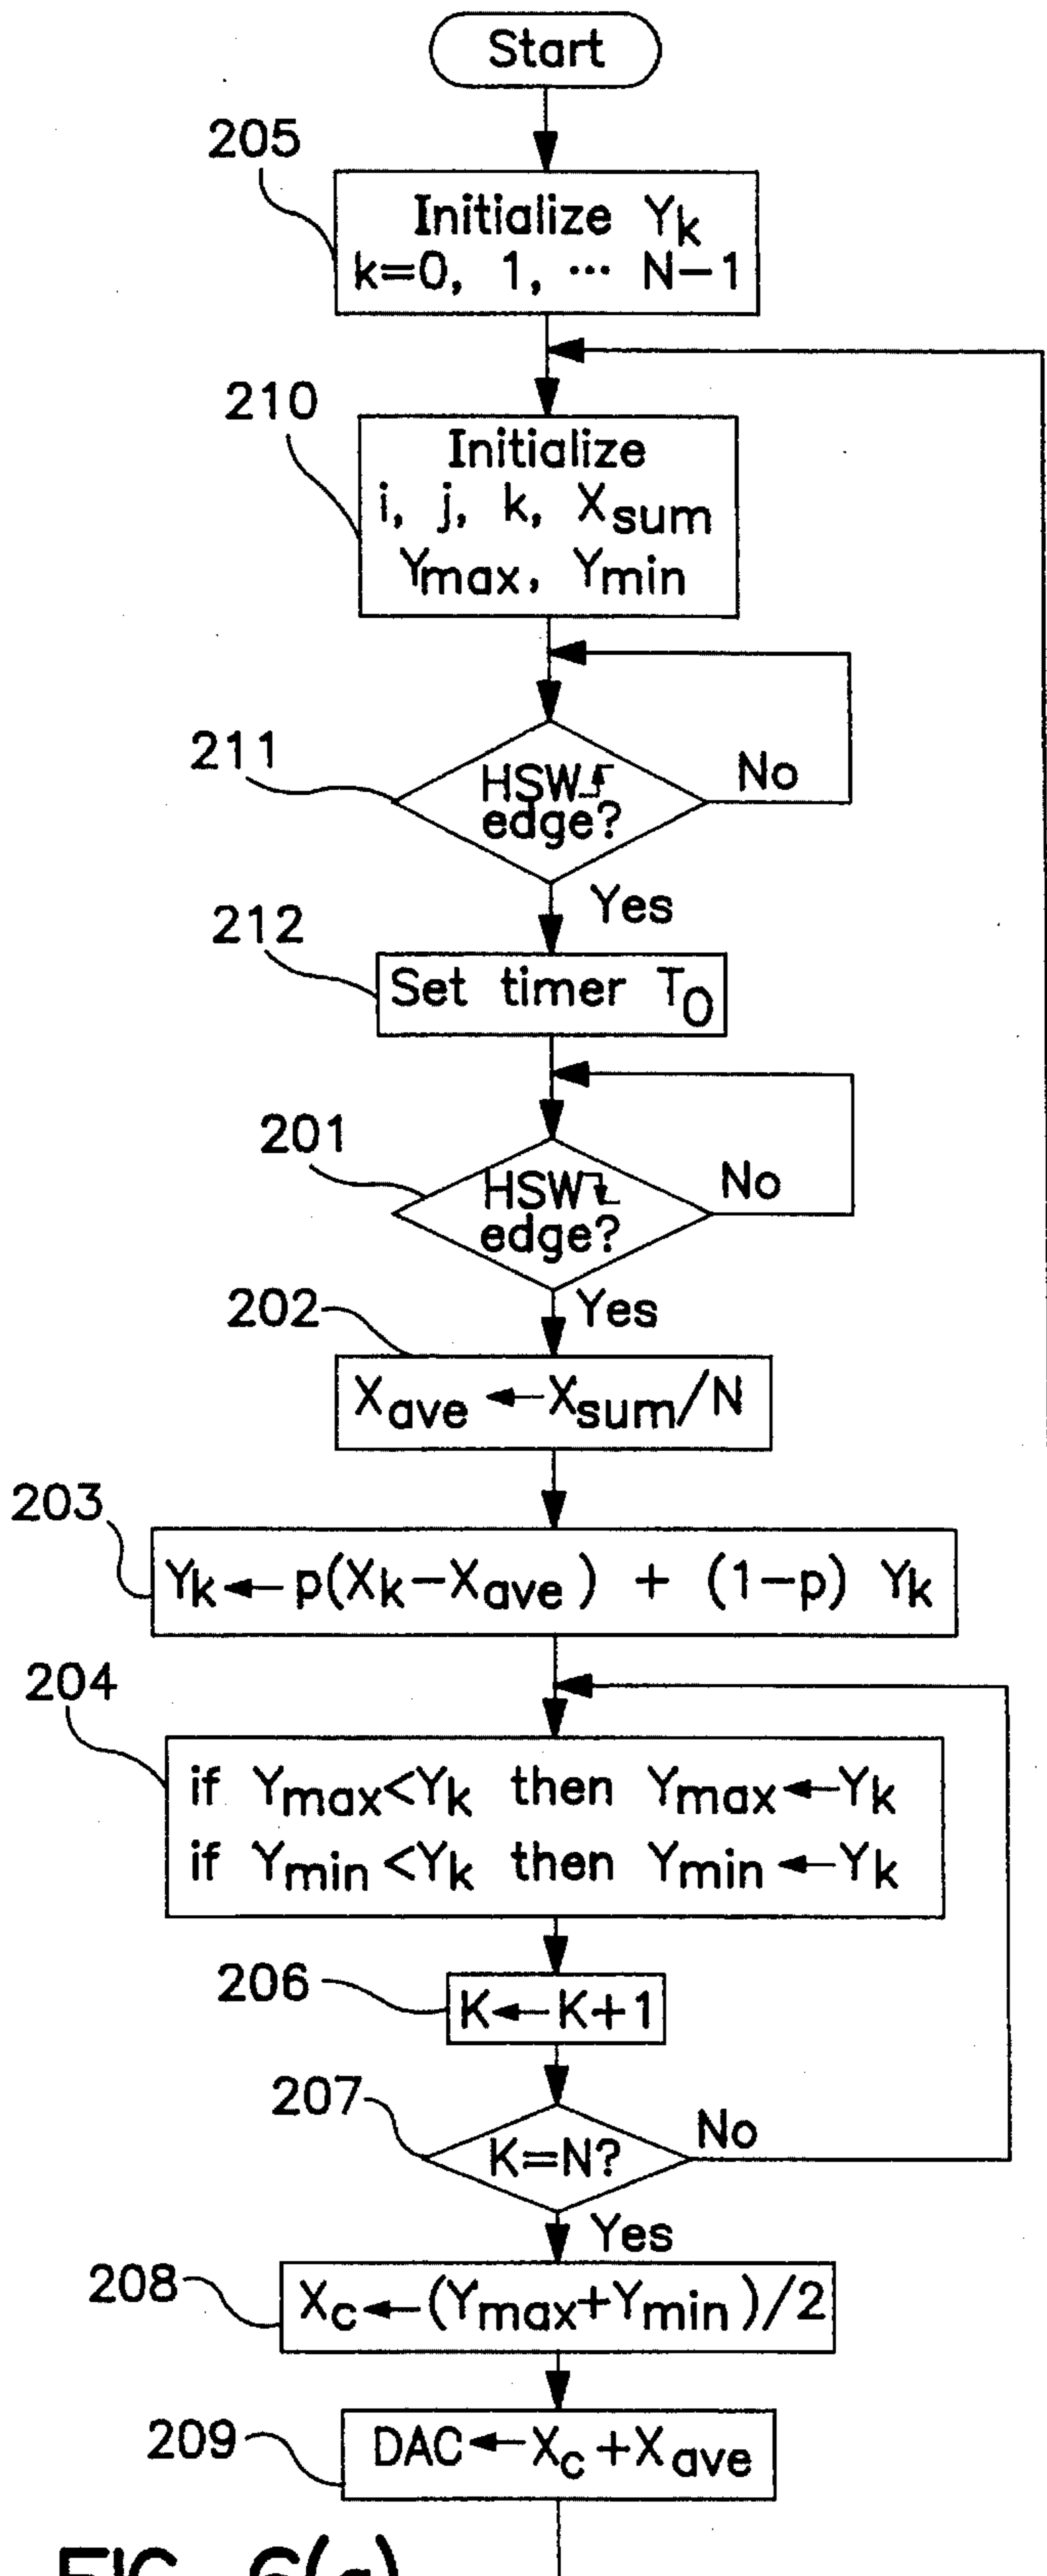 Start
205
Initialize Yk
k=0, 1, ··· N-1
210
Initialize
i, j, k, Xsum
Ymax, Ymin
211
HSW
edge?
No
Yes
212
Set timer T0
201
HSW
edge?
No
Yes
202
Xave ← Xsum/N
203
Yk ← p(Xk-Xave) + (1-p) Yk
204
if Ymax<Yk then Ymax ← Yk
if Ymin<Yk then Ymin ← Yk
206
K ← K+1
207
K=N?
No
Yes
208
Xc ← (Ymax+Ymin)/2
209
DAC ← Xc+Xave
FIG. 6(a)